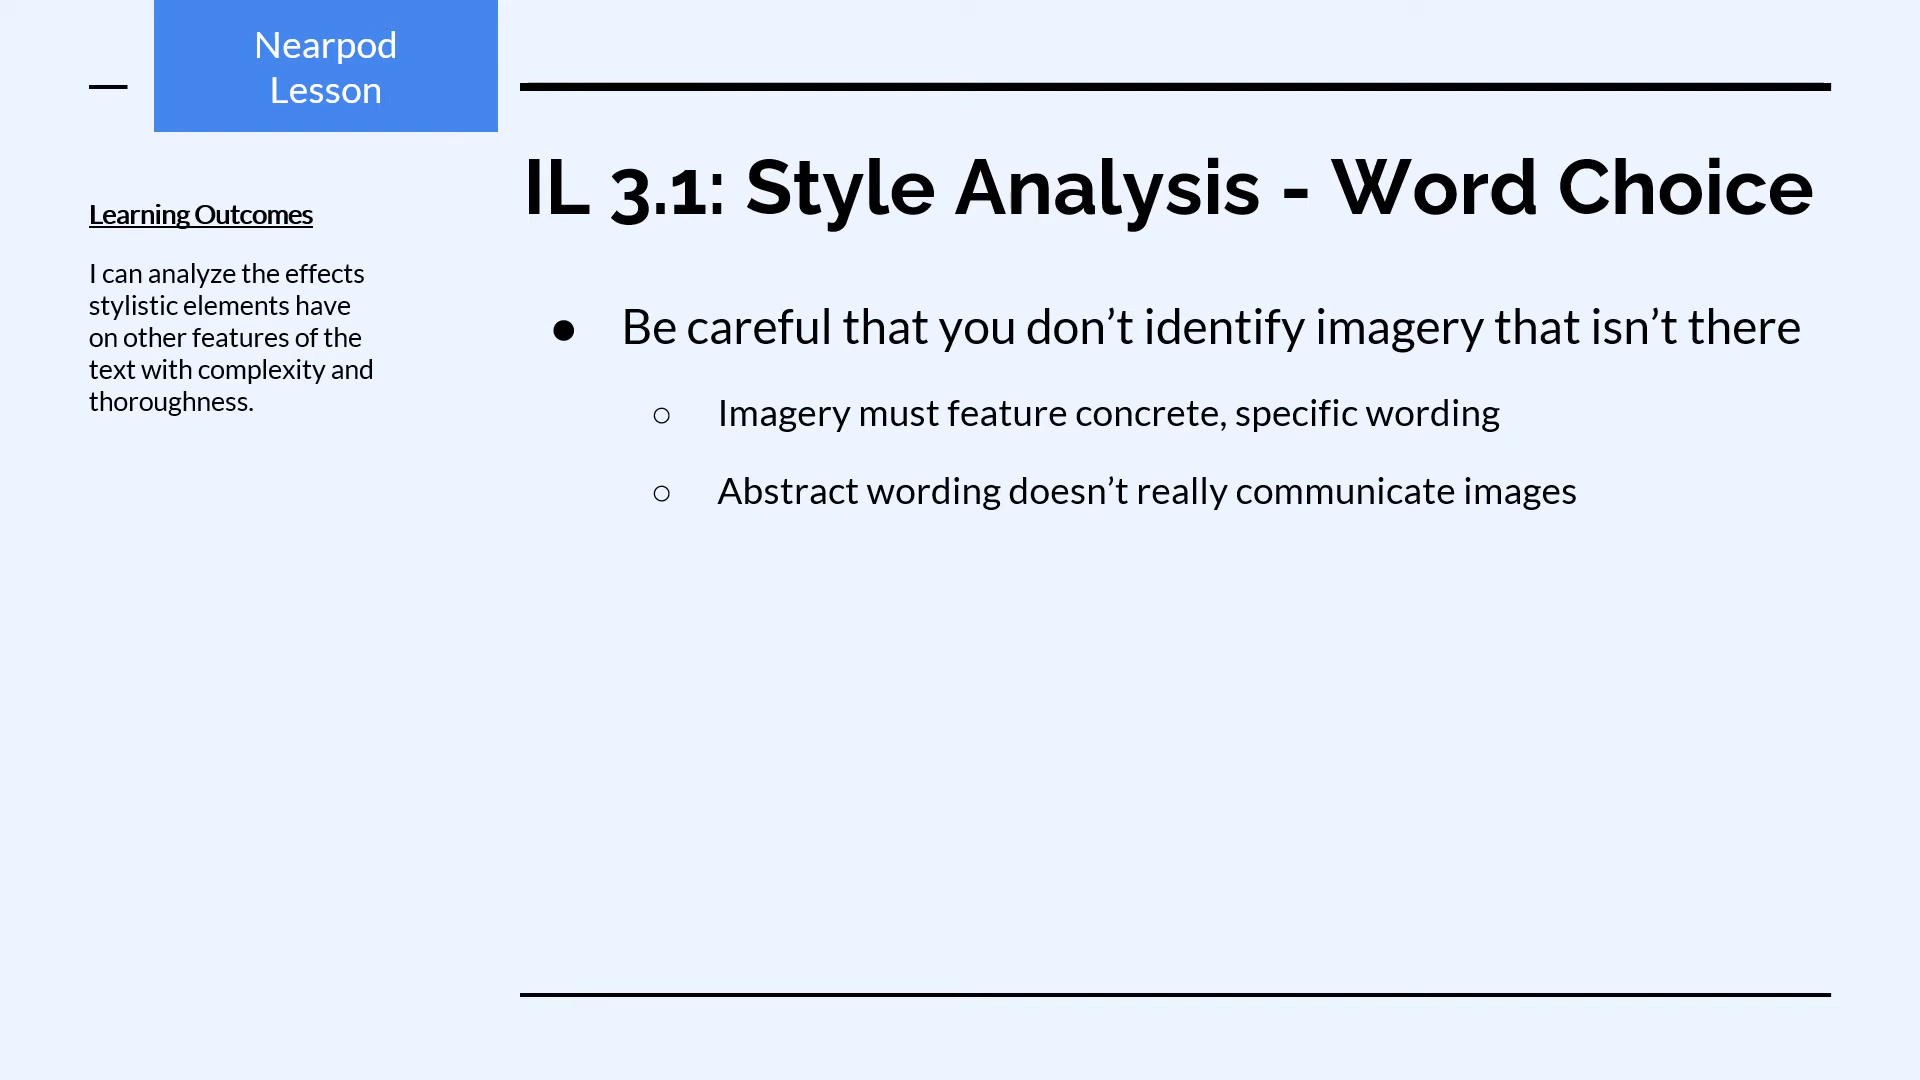 Nearpod
Lesson
Learning Outcomes
I can analyze the effects
stylistic elements have
on other features of the
text with complexity and
thoroughness.
IL 3.1: Style Analysis - Word Choice
● Be careful that you don’t identify imagery that isn’t there
○ Imagery must feature concrete, specific wording
○ Abstract wording doesn’t really communicate images